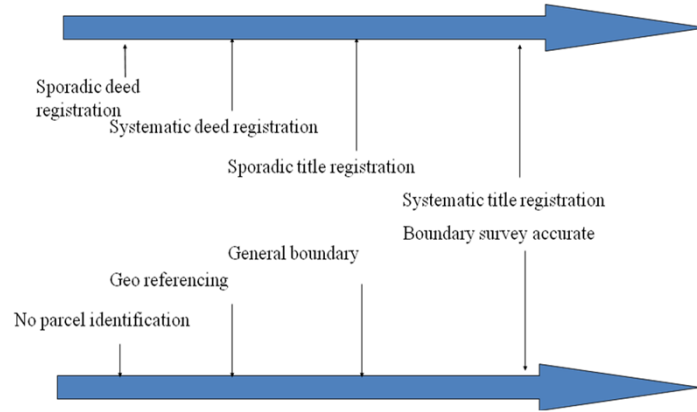 Sporadic deed
registration
Systematic deed registration
Sporadic title registration
Systematic title registration
Boundary survey accurate
General boundary
Geo referencing
No parcel identification